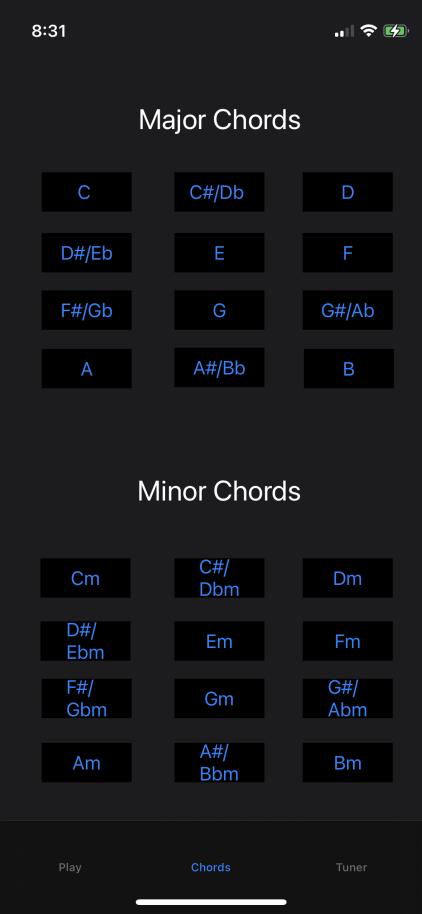 8:31
Major Chords
C
C#/Db
D
D#/Eb
E
F
F#/Gb
G
G#/Ab
A
A#/Bb
B
Minor Chords
Cm
C#/
Dbm
Dm
D#/
Ebm
Em
Fm
F#/
Gbm
Gm
G#/
Abm
Am
A#/
Bbm
Bm
Play
Chords
Tuner